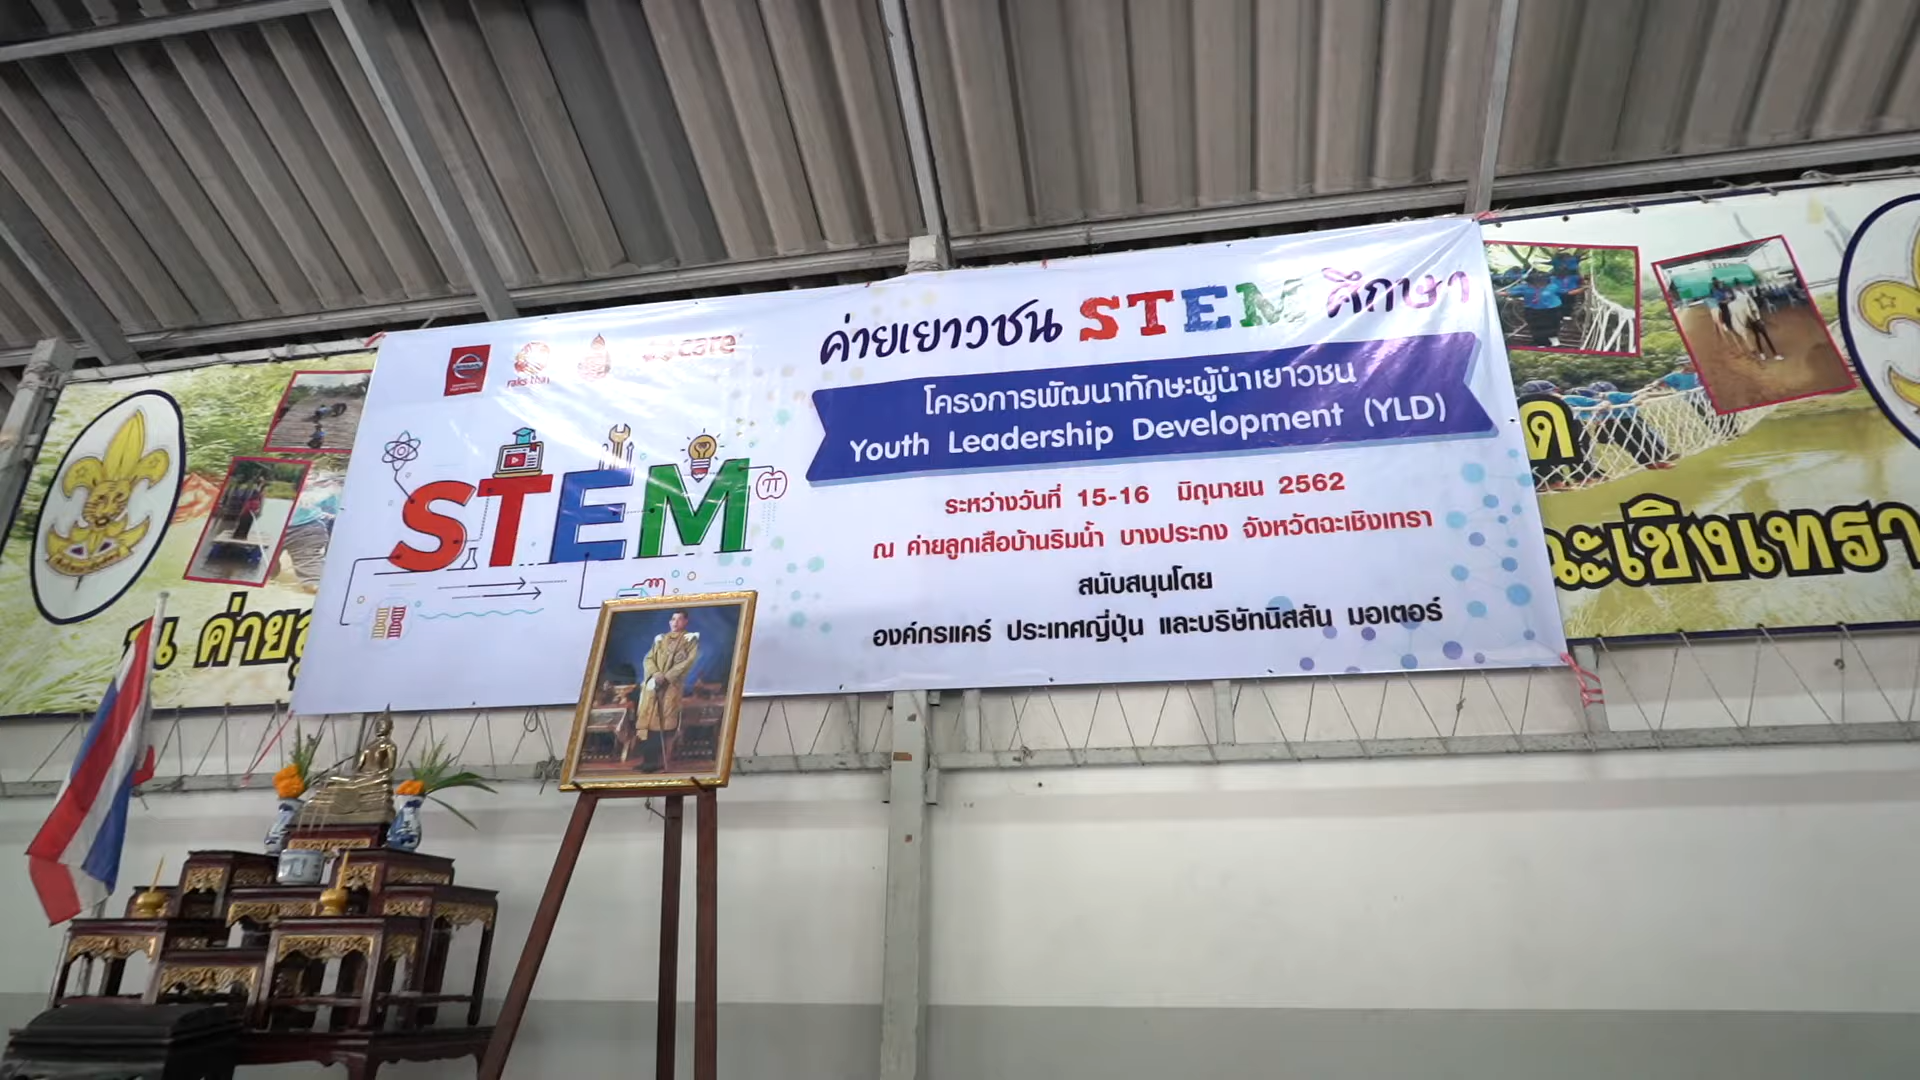 ค่ายเยาวชน STEM ศึกษา
โครงการพัฒนาทักษะผู้นำเยาวชน
Youth Leadership Development (YLD)
ระหว่างวันที่ 15-16 มิถุนายน 2562
ณ ค่ายลูกเสือบ้านริมน้ำ บางประกง จังหวัดฉะเชิงเทรา
สนับสนุนโดย
องค์กรแคร์ ประเทศญี่ปุ่น และบริษัทนิสสัน มอเตอร์
NISSAN
raks thai
care
STEM
π
ค่าย
ฉะเชิงเทรา